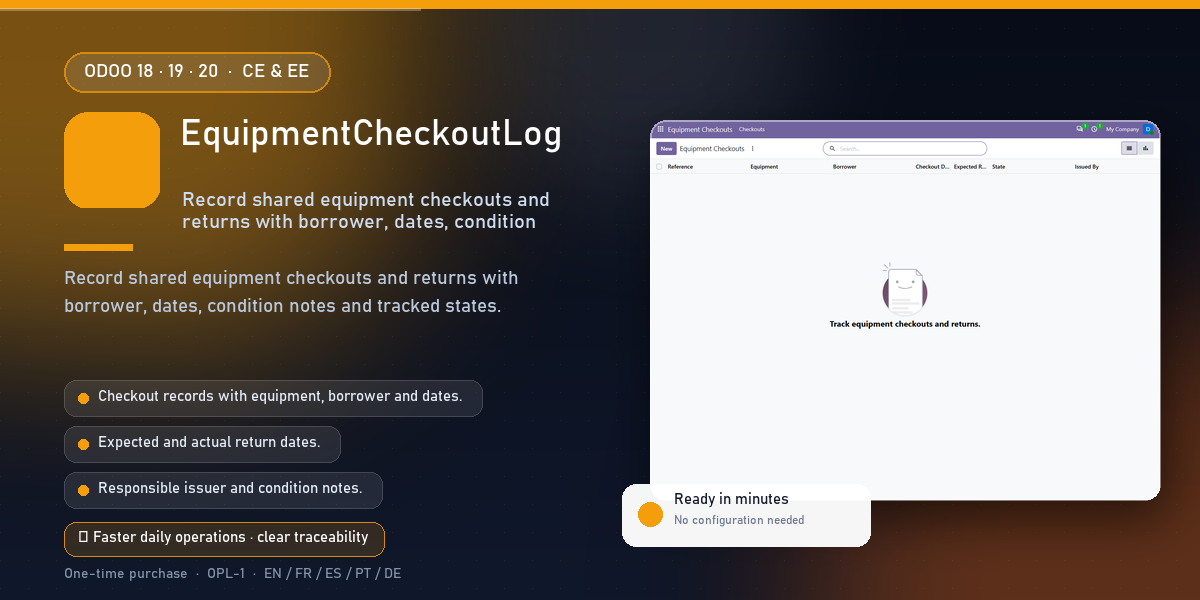 ODOO 18 · 19 · 20 · CE & EE
EquipmentCheckoutLog
Record shared equipment checkouts and
returns with borrower, dates, condition
Record shared equipment checkouts and returns with
borrower, dates, condition notes and tracked states.
Checkout records with equipment, borrower and dates.
Expected and actual return dates.
Responsible issuer and condition notes.
Faster daily operations · clear traceability
One-time purchase · OPL-1 · EN / FR / ES / PT / DE
Equipment Checkouts Checkouts My Company D
New Equipment Checkouts Search...
Reference Equipment Borrower Checkout D... Expected R... State Issued By
Track equipment checkouts and returns.
Ready in minutes
No configuration needed